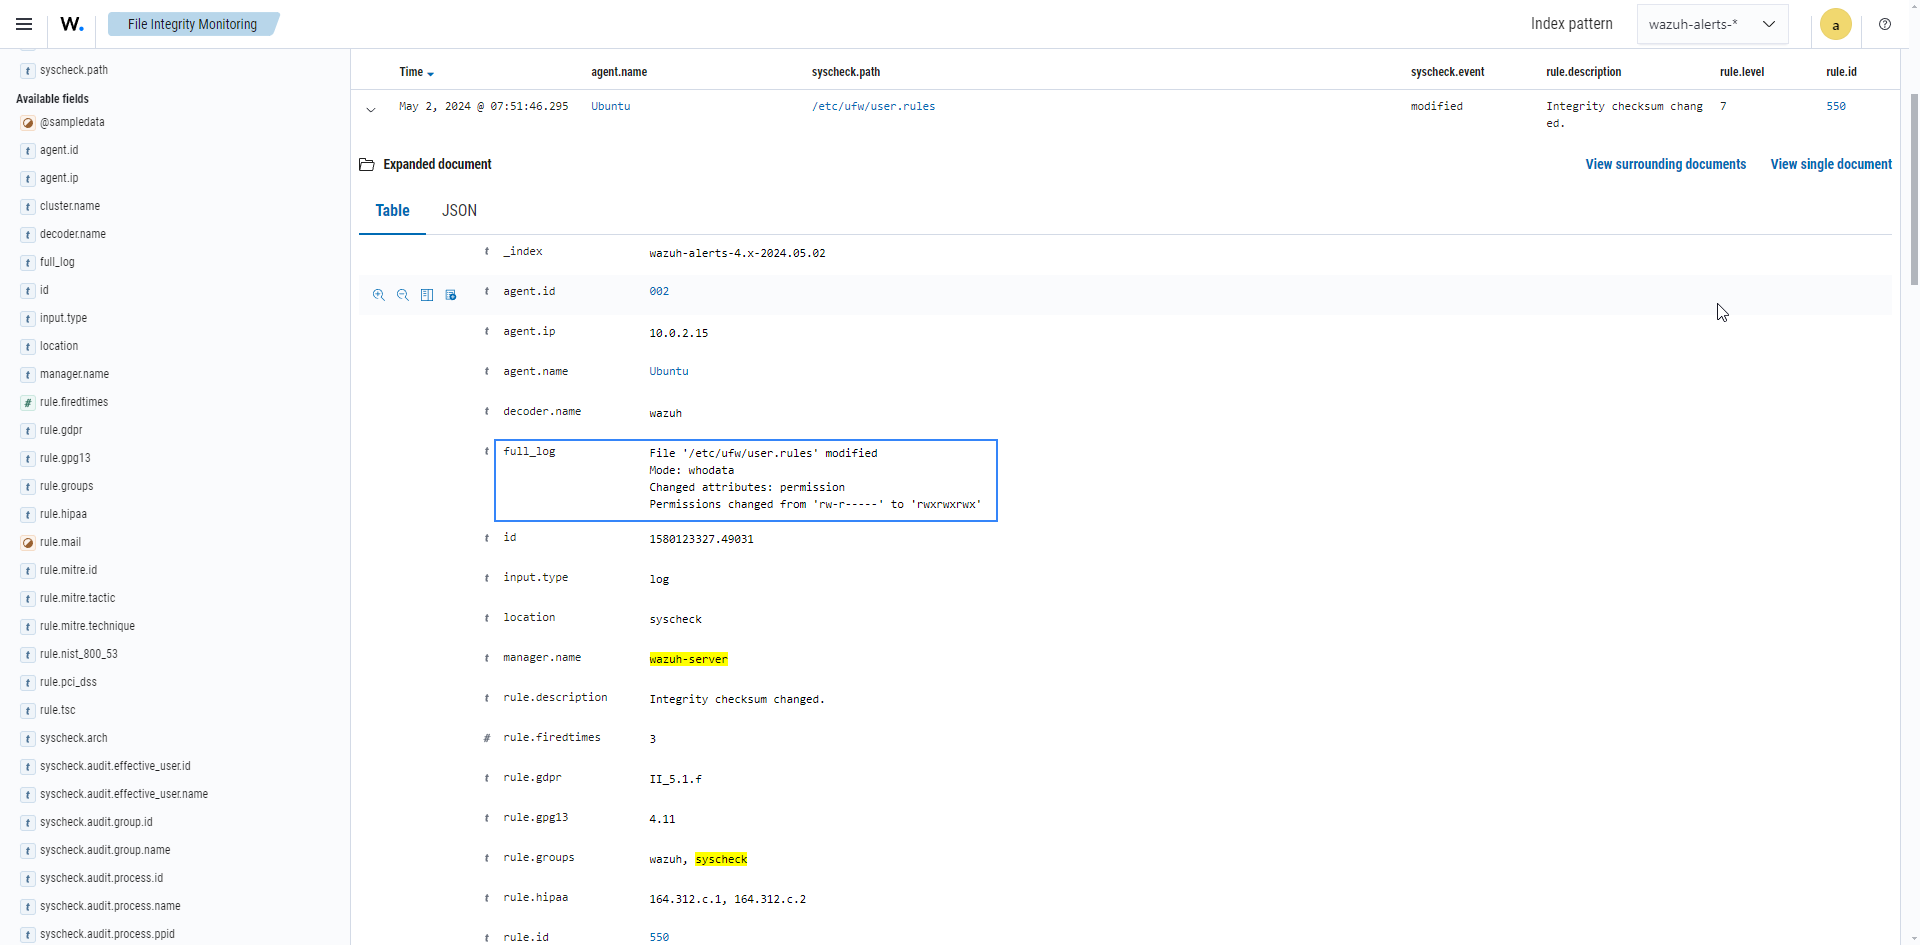 W.
File Integrity Monitoring
Index pattern
wazuh-alerts-*
a
t syscheck.path
Available fields
@sampledata
t agent.id
t agent.ip
t cluster.name
t decoder.name
t full_log
t id
t input.type
t location
t manager.name
# rule.firedtimes
t rule.gdpr
t rule.gpg13
t rule.groups
t rule.hipaa
rule.mail
t rule.mitre.id
t rule.mitre.tactic
t rule.mitre.technique
t rule.nist_800_53
t rule.pci_dss
t rule.tsc
t syscheck.arch
t syscheck.audit.effective_user.id
t syscheck.audit.effective_user.name
t syscheck.audit.group.id
t syscheck.audit.group.name
t syscheck.audit.process.id
t syscheck.audit.process.name
t syscheck.audit.process.ppid
Time agent.name syscheck.path syscheck.event rule.description rule.level rule.id
May 2, 2024 @ 07:51:46.295 Ubuntu /etc/ufw/user.rules modified Integrity checksum chang 7 550
ed.
Expanded document View surrounding documents View single document
Table JSON
t _index wazuh-alerts-4.x-2024.05.02
t agent.id 002
t agent.ip 10.0.2.15
t agent.name Ubuntu
t decoder.name wazuh
t full_log File '/etc/ufw/user.rules' modified
Mode: whodata
Changed attributes: permission
Permissions changed from 'rw-r-----' to 'rwxrwxrwx'
t id 1580123327.49031
t input.type log
t location syscheck
t manager.name wazuh-server
t rule.description Integrity checksum changed.
# rule.firedtimes 3
t rule.gdpr II_5.1.f
t rule.gpg13 4.11
t rule.groups wazuh, syscheck
t rule.hipaa 164.312.c.1, 164.312.c.2
t rule.id 550